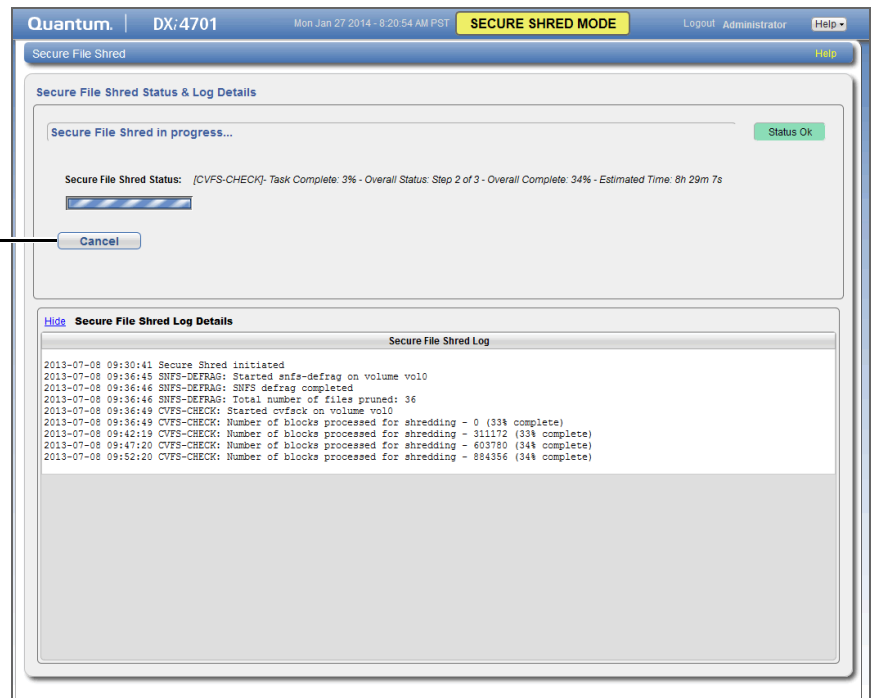 Quantum. DXi4701 Mon Jan 27 2014 - 8:20:54 AM PST SECURE SHRED MODE Logout Administrator Help
Secure File Shred Help
Secure File Shred Status & Log Details
Secure File Shred in progress... Status Ok
Secure File Shred Status: [CVFS-CHECK]- Task Complete: 3% - Overall Status: Step 2 of 3 - Overall Complete: 34% - Estimated Time: 8h 29m 7s
Cancel
Hide Secure File Shred Log Details
Secure File Shred Log
2013-07-08 09:30:41 Secure Shred initiated
2013-07-08 09:36:45 SNFS-DEFRAG: Started snfs-defrag on volume vol0
2013-07-08 09:36:46 SNFS-DEFRAG: SNFS defrag completed
2013-07-08 09:36:46 SNFS-DEFRAG: Total number of files pruned: 36
2013-07-08 09:36:49 CVFS-CHECK: Started cvfsck on volume vol0
2013-07-08 09:36:49 CVFS-CHECK: Number of blocks processed for shredding - 0 (33% complete)
2013-07-08 09:42:19 CVFS-CHECK: Number of blocks processed for shredding - 311172 (33% complete)
2013-07-08 09:47:20 CVFS-CHECK: Number of blocks processed for shredding - 603780 (34% complete)
2013-07-08 09:52:20 CVFS-CHECK: Number of blocks processed for shredding - 884356 (34% complete)